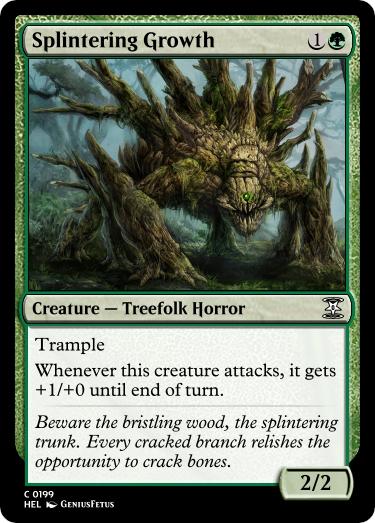 Splintering Growth 1
Creature — Treefolk Horror
Trample
Whenever this creature attacks, it gets
+1/+0 until end of turn.
Beware the bristling wood, the splintering
trunk. Every cracked branch relishes the
opportunity to crack bones.
2/2
C 0199
HEL GeniusFetus